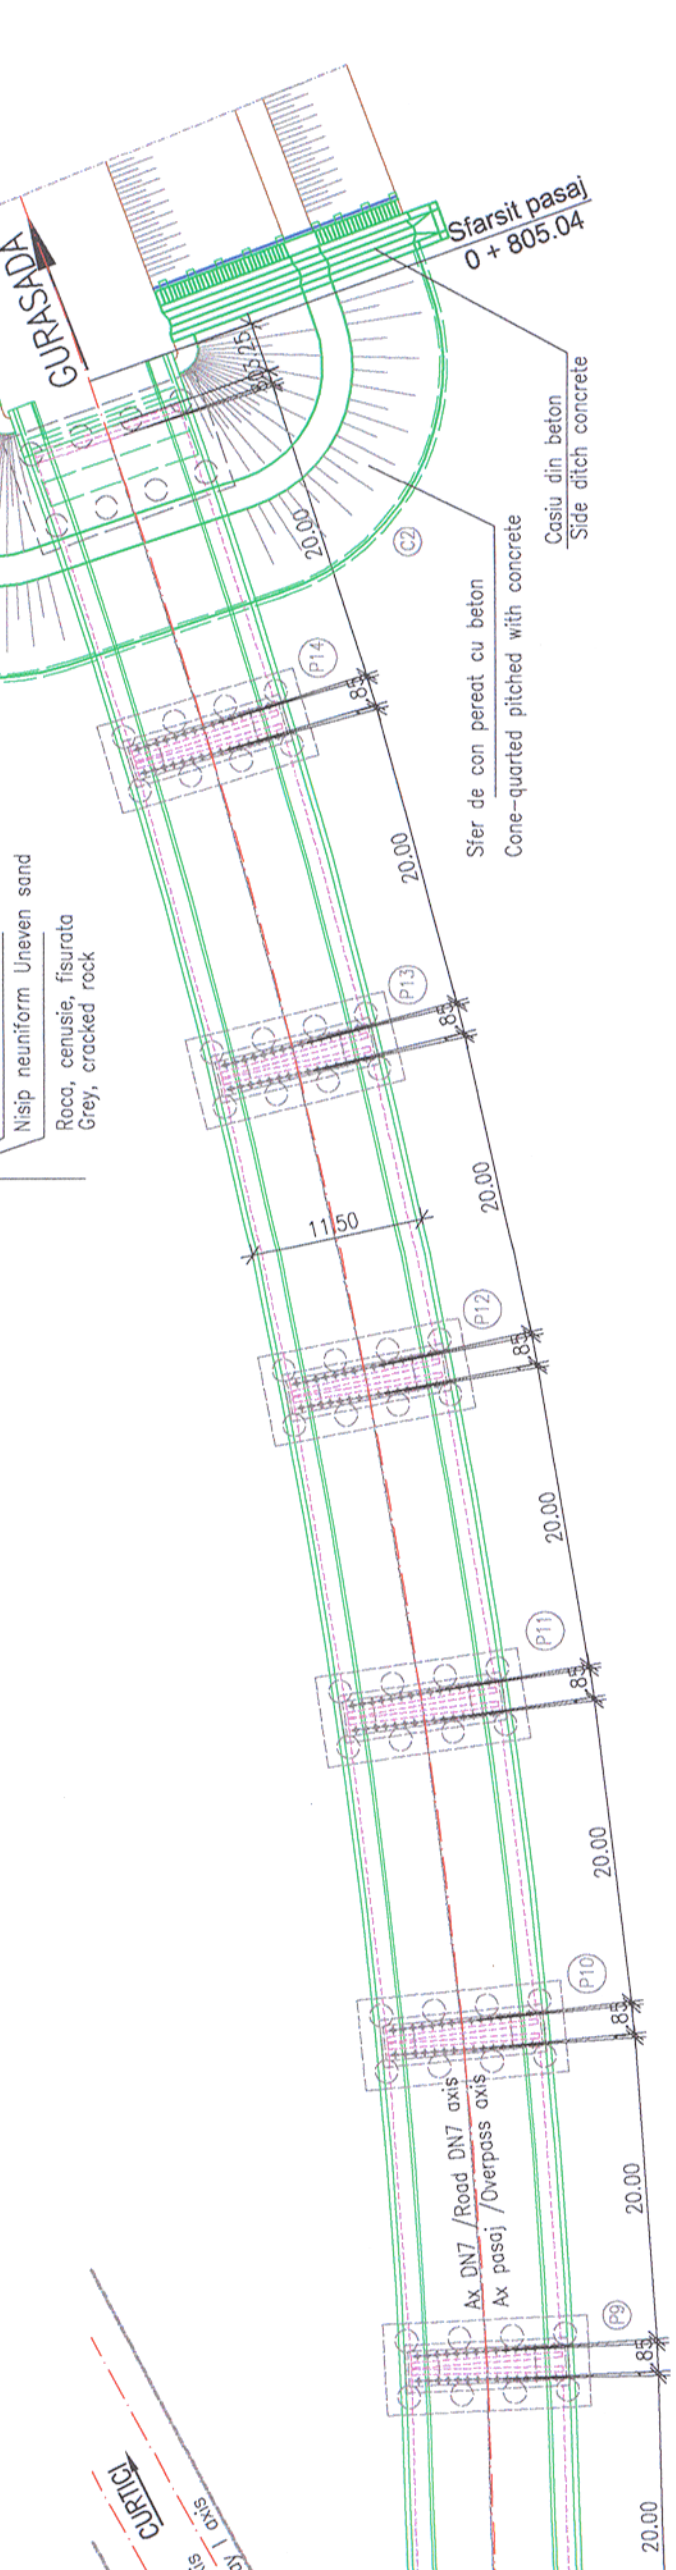 GURASADA
Sfarsit pasaj
0 + 805.04
5.25
Casiu din beton
Side ditch concrete
20.00
C2
Sfer de con pereat cu beton
Cone-quarted pitched with concrete
P14
1.85
20.00
Nisip neuniform Uneven sand
Roca, cenusie, fisurata
Grey, cracked rock
P13
1.85
20.00
11.50
P12
1.85
20.00
P11
1.85
20.00
P10
1.85
Ax DN7 /Road DN7 axis
Ax pasaj /Overpass axis
20.00
P9
1.85
CURTICI
axis
20.00